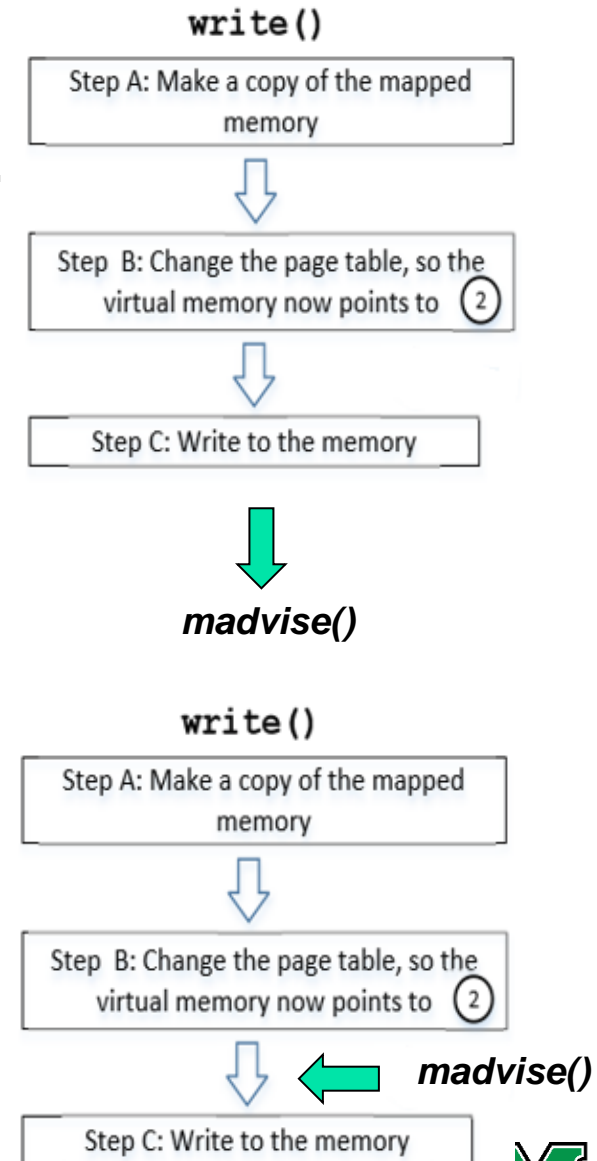 write()
Step A: Make a copy of the mapped
memory
Step B: Change the page table, so the
virtual memory now points to 2
Step C: Write to the memory
madvise()
write()
Step A: Make a copy of the mapped
memory
Step B: Change the page table, so the
virtual memory now points to 2
madvise()
Step C: Write to the memory